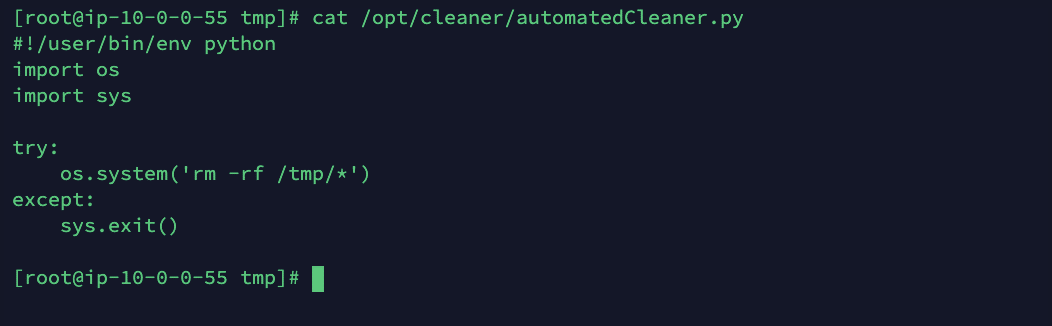 [root@ip-10-0-0-55 tmp]# cat /opt/cleaner/automatedCleaner.py
#!/user/bin/env python
import os
import sys

try:
    os.system('rm -rf /tmp/*')
except:
    sys.exit()

[root@ip-10-0-0-55 tmp]#